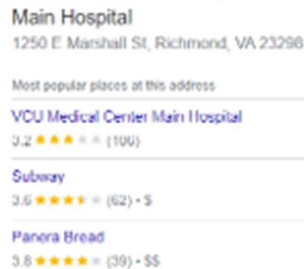 Main Hospital
1250 E Marshall St, Richmond, VA 23298
Most popular places at this address
VCU Medical Center Main Hospital
3.2 ★★★★★ (106)
Subway
3.6 ★★★★★ (62) • $
Panera Bread
3.8 ★★★★★ (39) • $$